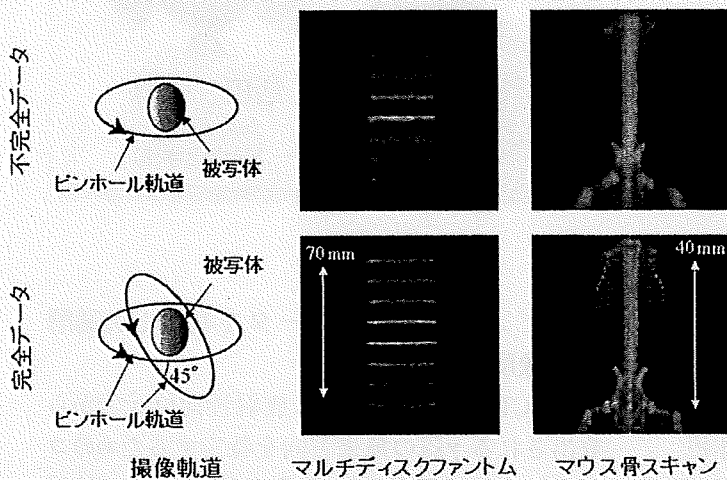 不完全データ
被写体
ピンホール軌道
完全データ
被写体
45°
ピンホール軌道
70 mm
40 mm
撮像軌道
マルチディスクファントム
マウス骨スキャン